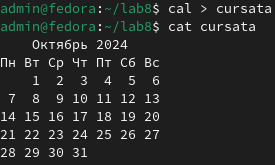 admin@fedora:~/lab8$ cal > cursata
admin@fedora:~/lab8$ cat cursata
Октябрь 2024
Пн Вт Ср Чт Пт Сб Вс
1 2 3 4 5 6
7 8 9 10 11 12 13
14 15 16 17 18 19 20
21 22 23 24 25 26 27
28 29 30 31